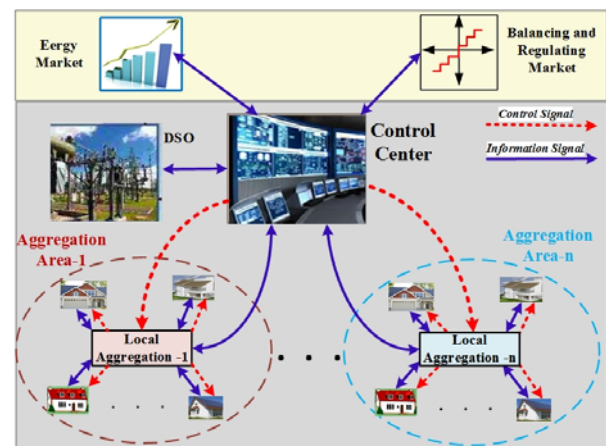 Eergy
Market
Balancing and
Regulating
Market
Control Signal
Information Signal
DSO
Control
Center
Aggregation
Area-1
Aggregation
Area-n
Local
Aggregation -1
Local
Aggregation -n
. . .
. . .
. . .